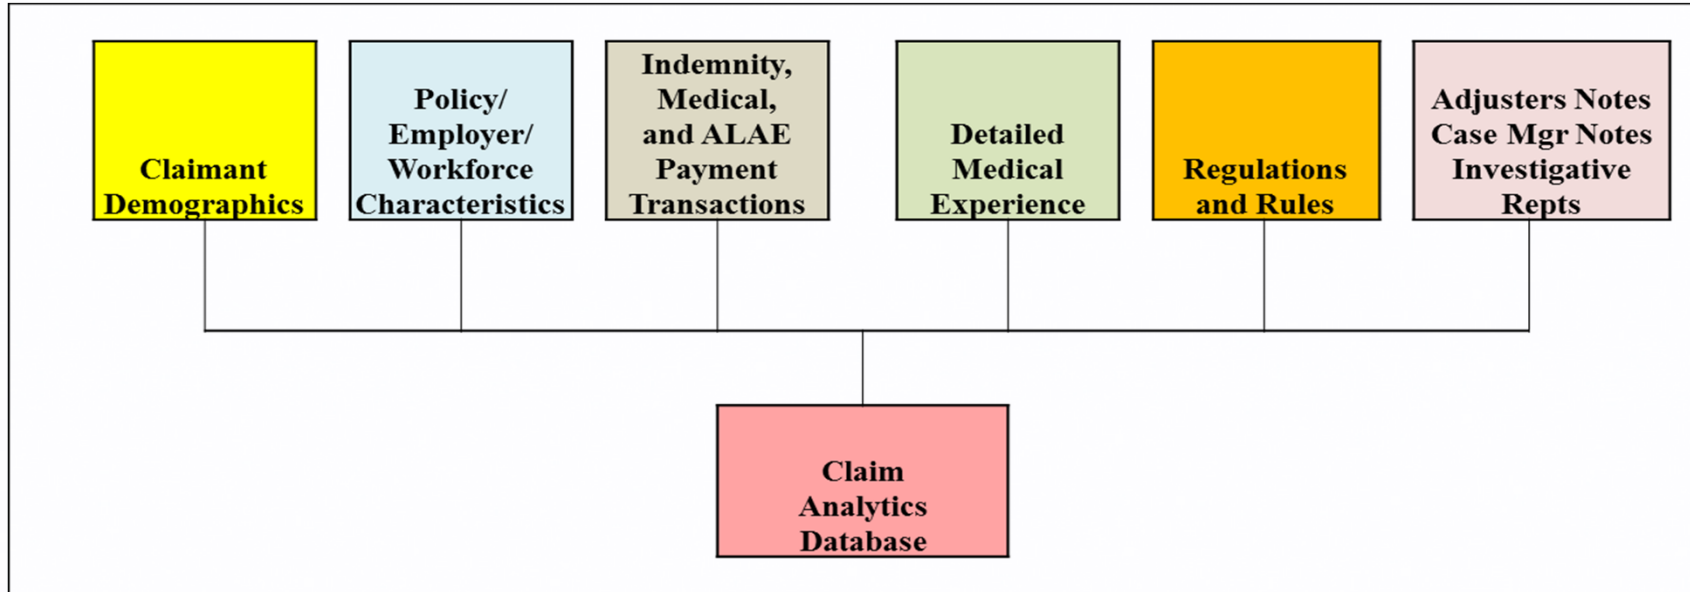 Claimant
Demographics
Policy/
Employer/
Workforce
Characteristics
Indemnity,
Medical,
and ALAE
Payment
Transactions
Detailed
Medical
Experience
Regulations
and Rules
Adjusters Notes
Case Mgr Notes
Investigative
Repts
Claim
Analytics
Database